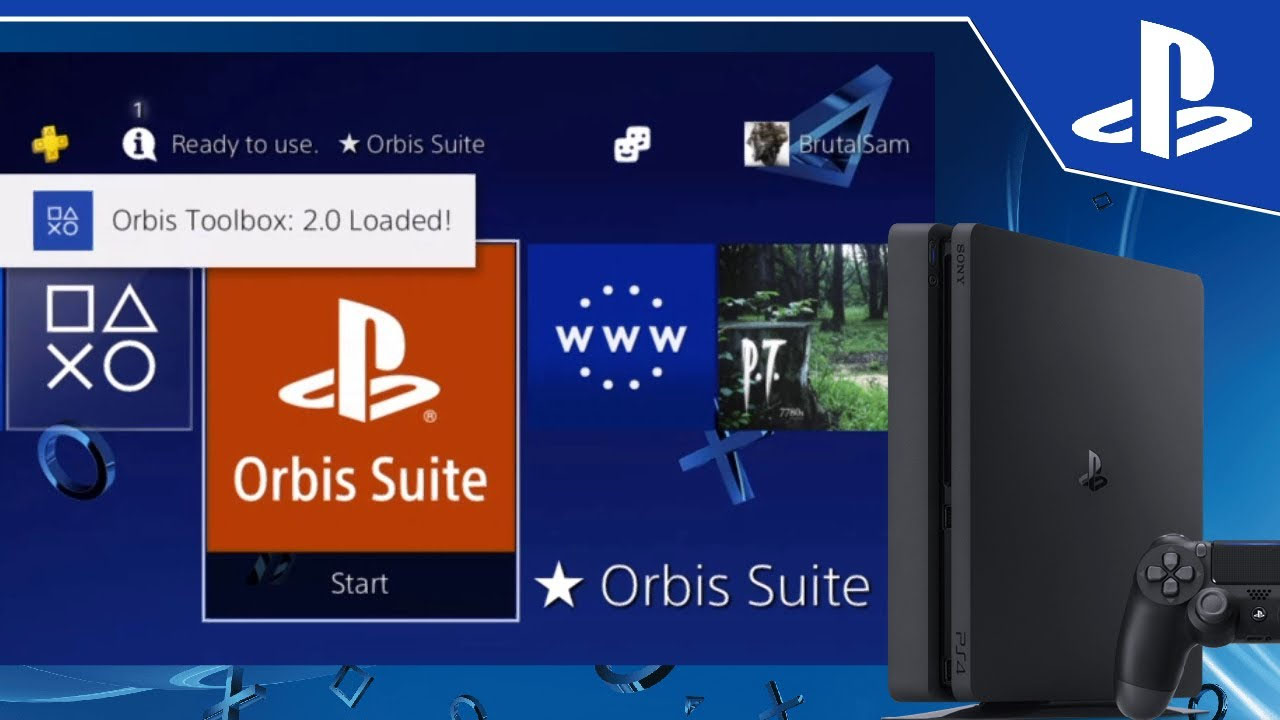 1
Ready to use. ★ Orbis Suite
BrutalSam
Orbis Toolbox: 2.0 Loaded!
Orbis Suite
Start
WWW
P.T.
7780s
★ Orbis Suite
SONY
PS4